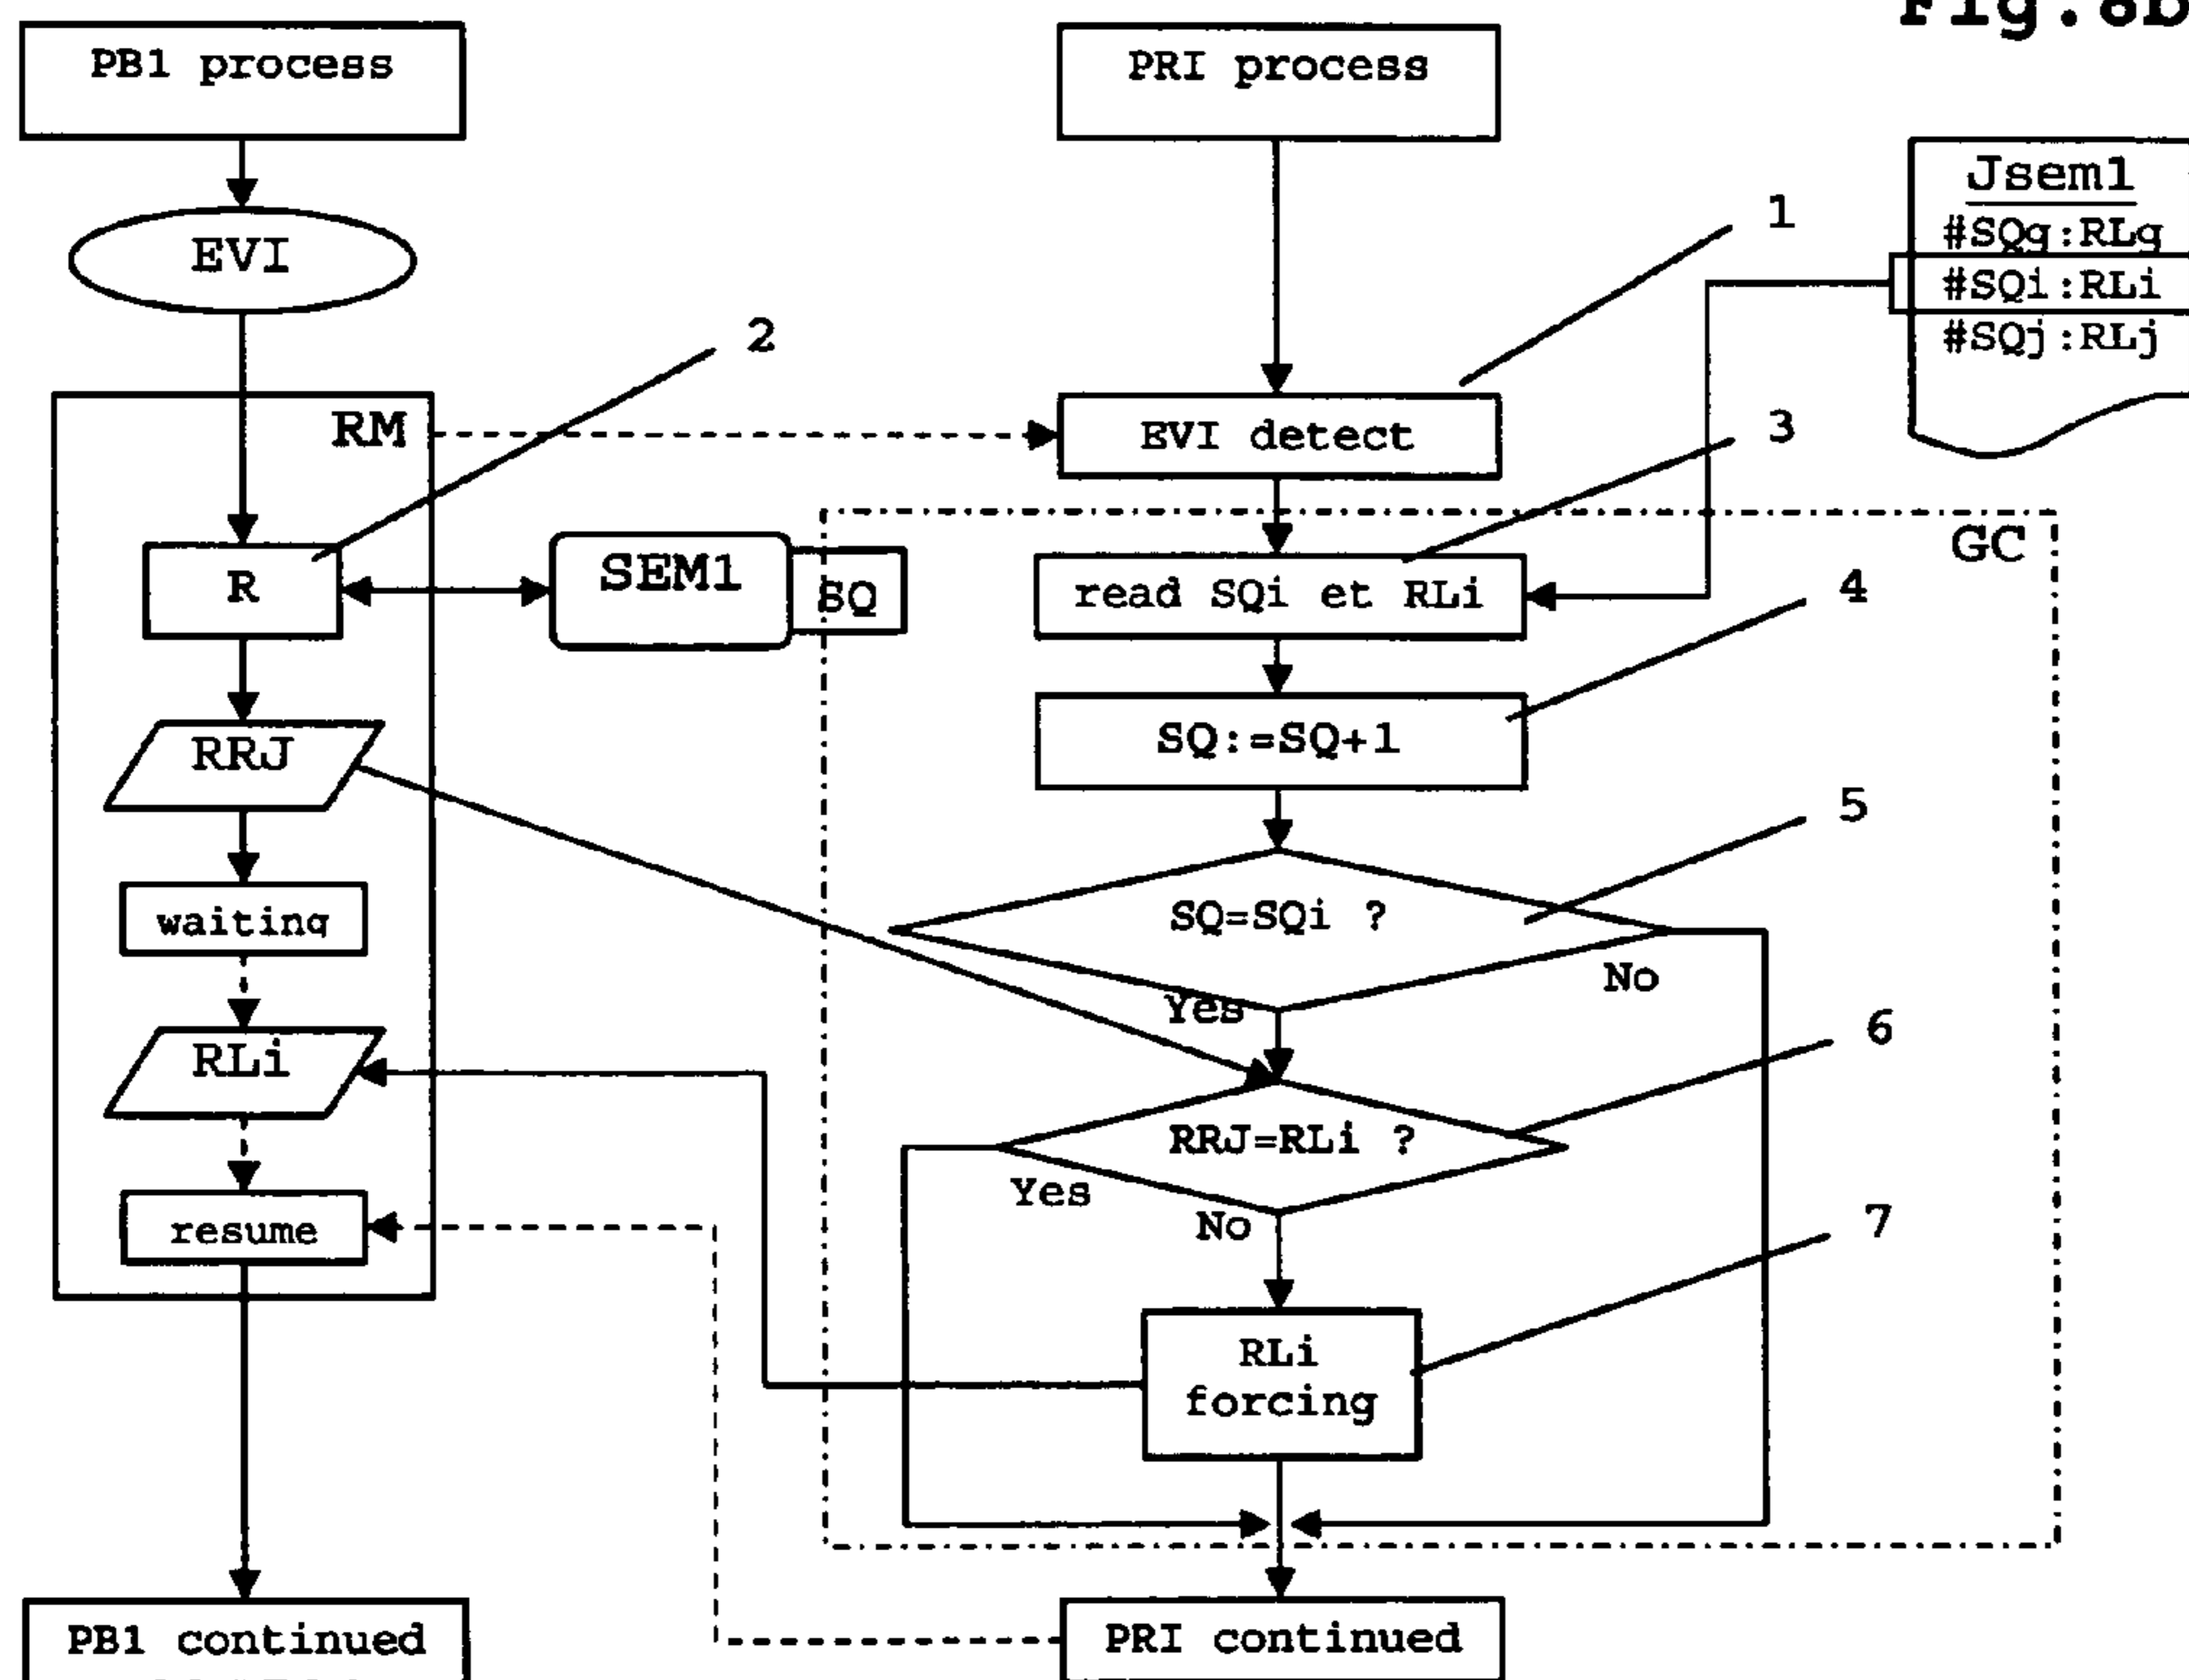 Fig.8b
PB1 process
PRI process
Jsem1
#SQg:RLg
#SQi:RLi
#SQj:RLj
1
EVI
2
RM
EVI detect
3
GC
R
SEM1
SQ
read SQi et RLi
4
SQ:=SQ+1
RRJ
5
waiting
SQ=SQi ?
No
Yes
6
RLi
RRJ=RLi ?
Yes
No
7
resume
RLi
forcing
PB1 continued
PRI continued